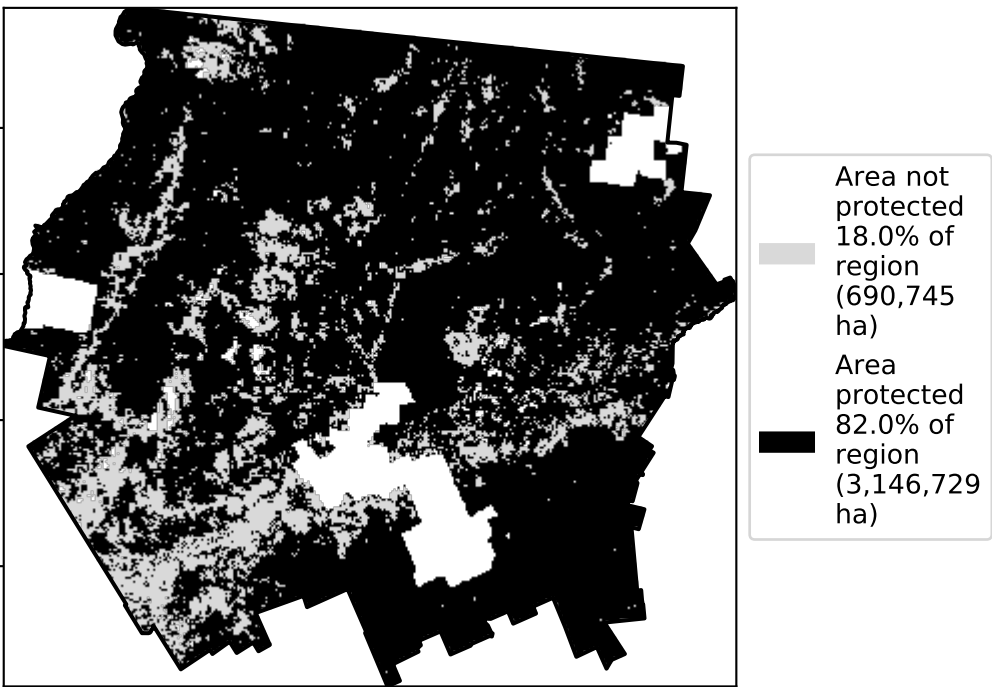 Area not
protected
18.0% of
region
(690,745
ha)
Area
protected
82.0% of
region
(3,146,729
ha)